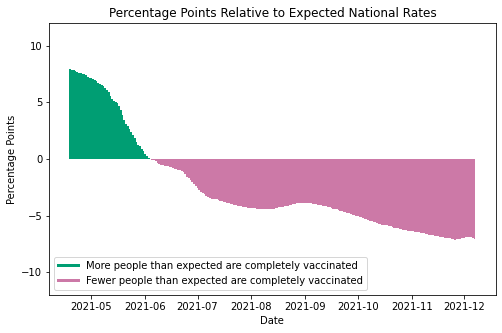 Percentage Points Relative to Expected National Rates
Percentage Points
10
5
0
−5
−10
More people than expected are completely vaccinated
Fewer people than expected are completely vaccinated
2021-05 2021-06 2021-07 2021-08 2021-09 2021-10 2021-11 2021-12
Date